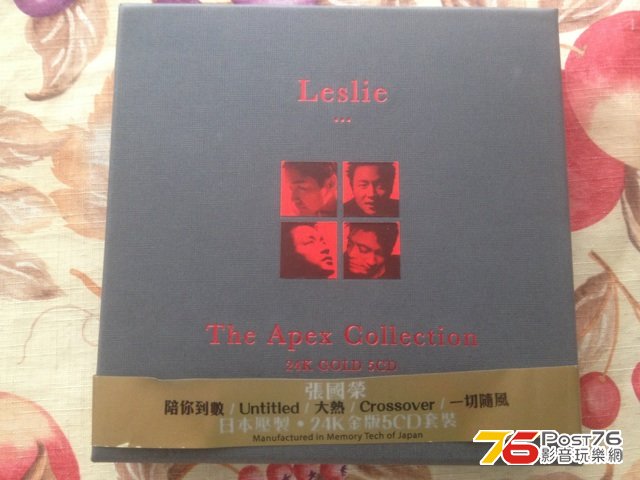 Leslie
...
The Apex Collection
24K GOLD 5CD
張國榮
陪你到數 / Untitled / 大熱 / Crossover / 一切隨風
日本壓製・24K金版5CD套裝
Manufactured in Memory Tech of Japan
76 Post76
影音玩樂網